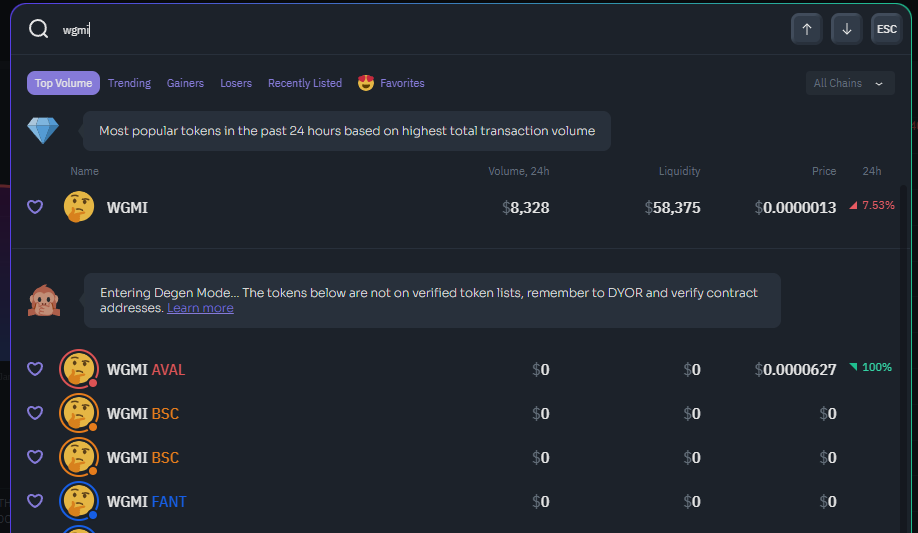 wgmi
ESC
Top Volume Trending Gainers Losers Recently Listed Favorites All Chains
Most popular tokens in the past 24 hours based on highest total transaction volume
Name Volume, 24h Liquidity Price 24h
WGMI $8,328 $58,375 $0.0000013 7.53%
Entering Degen Mode... The tokens below are not on verified token lists, remember to DYOR and verify contract
addresses. Learn more
WGMI AVAL $0 $0 $0.0000627 100%
WGMI BSC $0 $0 $0
WGMI BSC $0 $0 $0
WGMI FANT $0 $0 $0